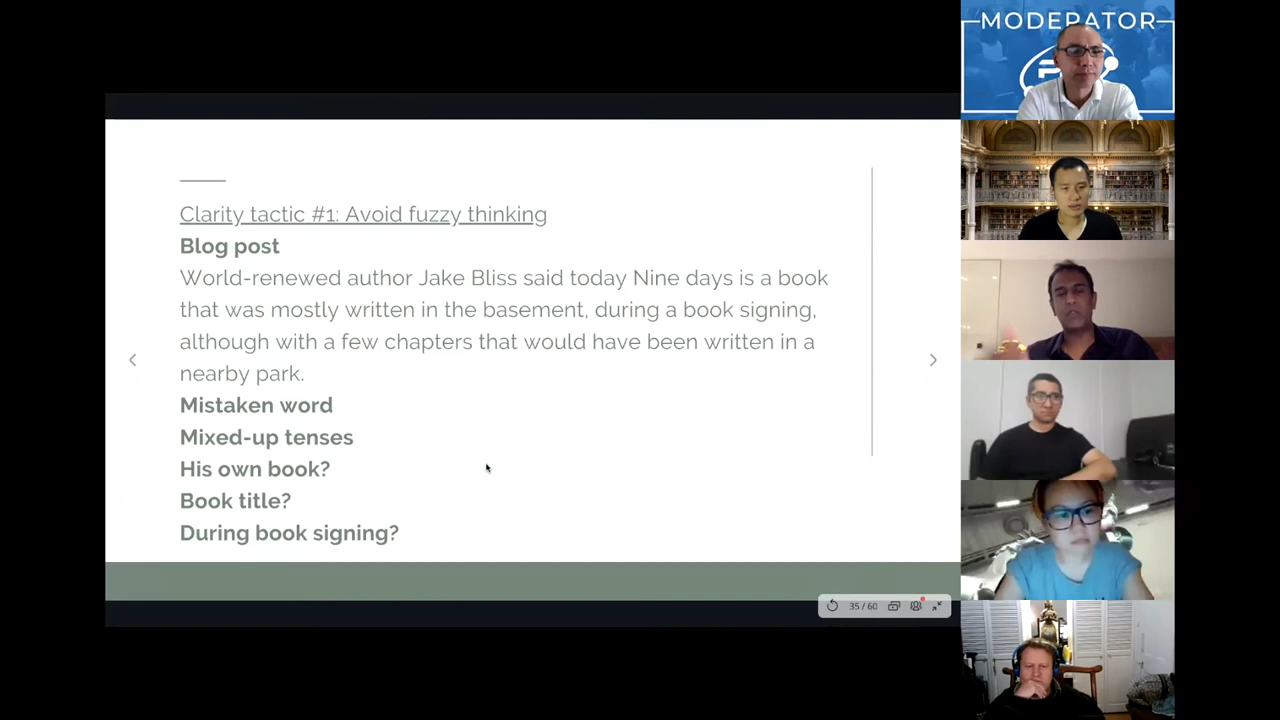 MODERATOR
Clarity tactic #1: Avoid fuzzy thinking
Blog post
World-renewed author Jake Bliss said today Nine days is a book
that was mostly written in the basement, during a book signing,
although with a few chapters that would have been written in a
nearby park.
Mistaken word
Mixed-up tenses
His own book?
Book title?
During book signing?
35 / 60